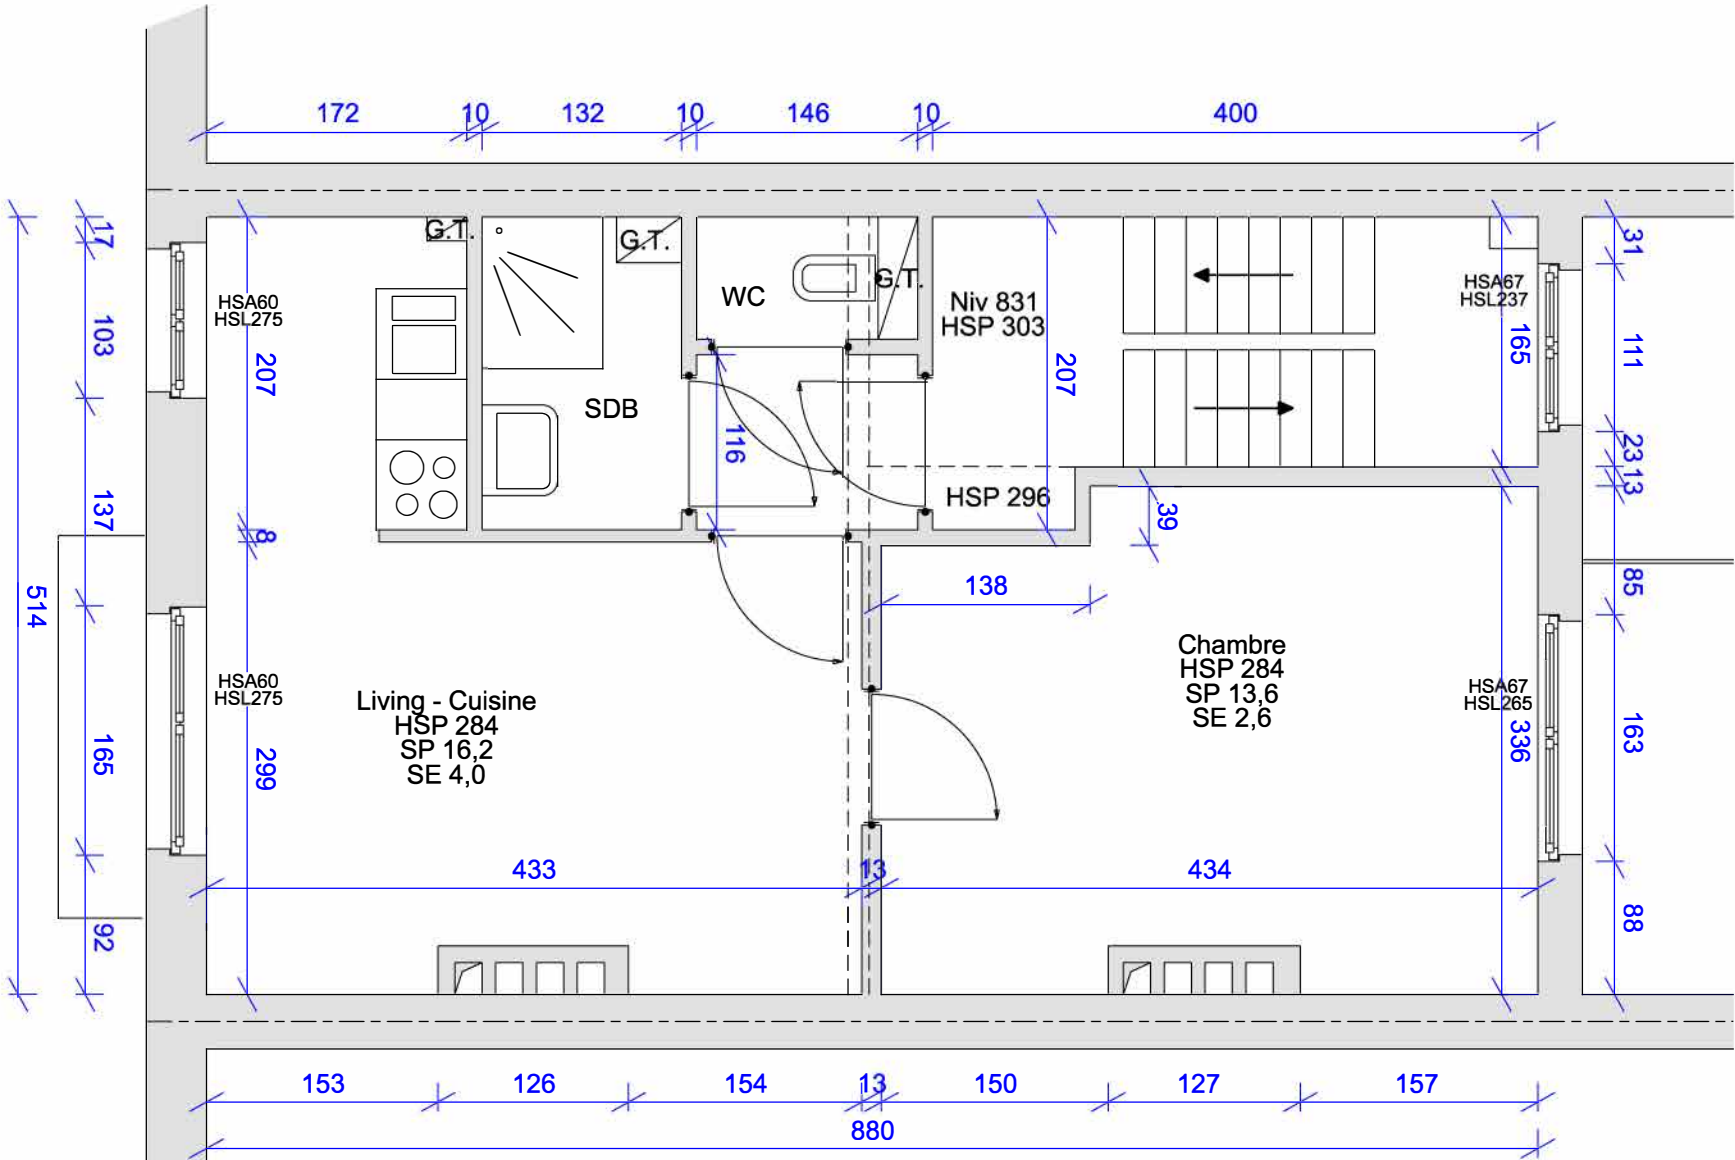 172
10
132
10
146
10
400
G.T.
G.T.
G.T.
WC
SDB
Niv 831
HSP 303
HSP 296
HSA60
HSL275
HSA67
HSL237
17
103
137
165
92
514
207
8
299
116
207
165
39
138
31
111
23
13
85
163
88
336
HSA60
HSL275
Living - Cuisine
HSP 284
SP 16,2
SE 4,0
Chambre
HSP 284
SP 13,6
SE 2,6
HSA67
HSL265
433
13
434
153
126
154
13
150
127
157
880